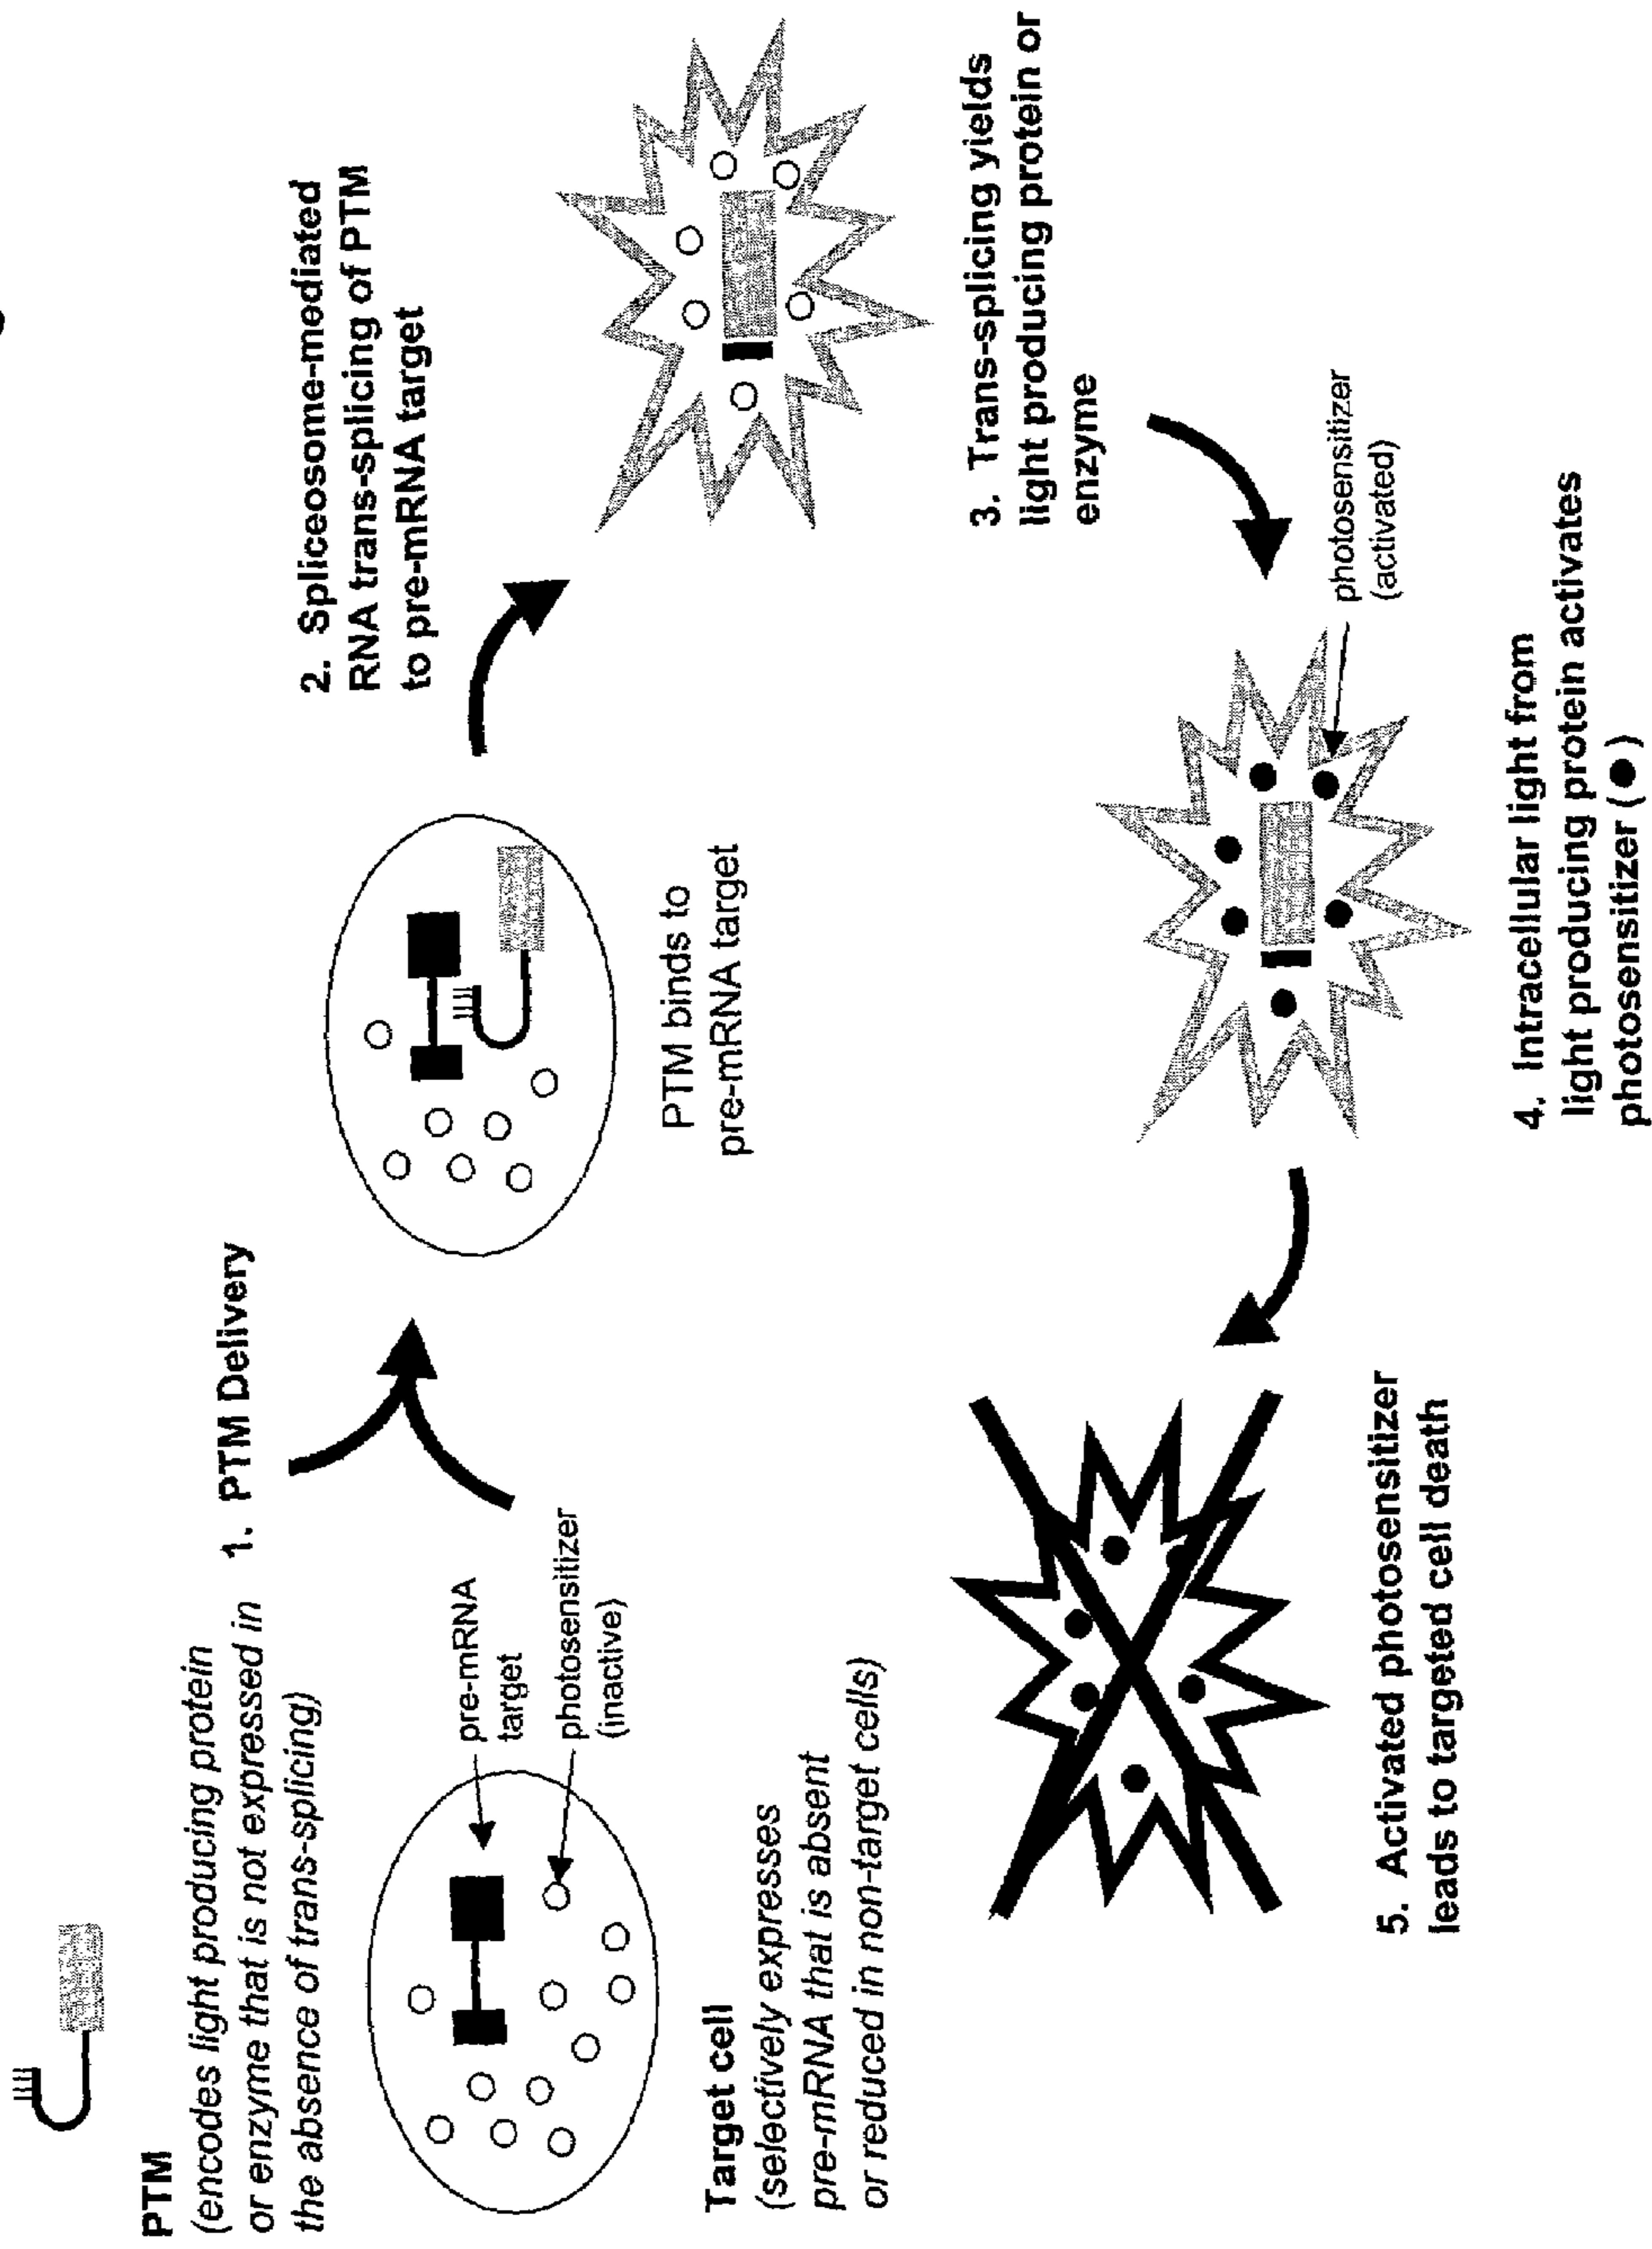 PTM
(encodes light producing protein
or enzyme that is not expressed in
the absence of trans-splicing)
1. PTM Delivery
pre-mRNA
target
photosensitizer
(inactive)
Target cell
(selectively expresses
pre-mRNA that is absent
or reduced in non-target cells)
PTM binds to
pre-mRNA target
2. Spliceosome-mediated
RNA trans-splicing of PTM
to pre-mRNA target
3. Trans-splicing yields
light producing protein or
enzyme
photosensitizer
(activated)
4. Intracellular light from
light producing protein activates
photosensitizer (●)
5. Activated photosensitizer
leads to targeted cell death